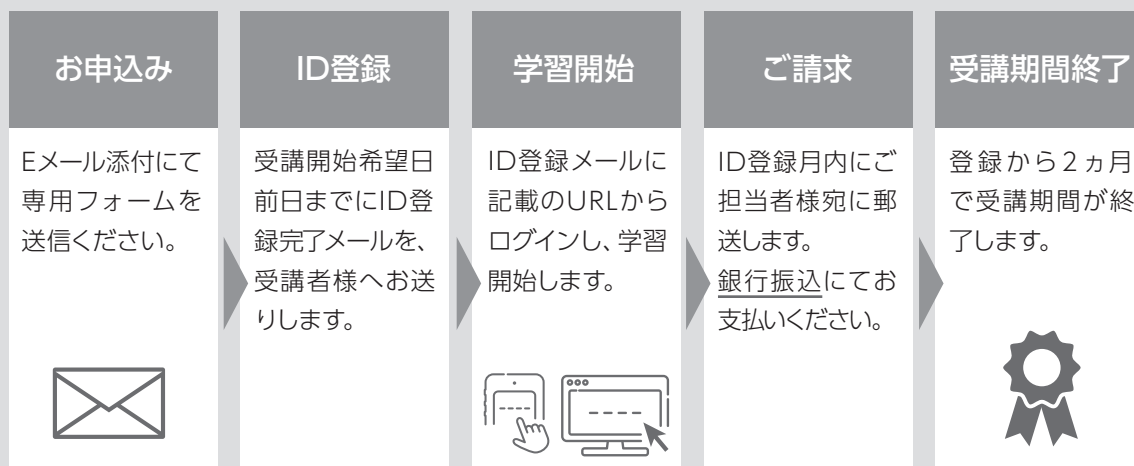 お申込み
Eメール添付にて
専用フォームを
送信ください。
ID登録
受講開始希望日
前日までにID登
録完了メールを、
受講者様へお送
りします。
学習開始
ID登録メールに
記載のURLから
ログインし、学習
開始します。
ご請求
ID登録月内にご
担当者様宛に郵
送します。
銀行振込にてお
支払いください。
受講期間終了
登録から2ヵ月
で受講期間が終
了します。